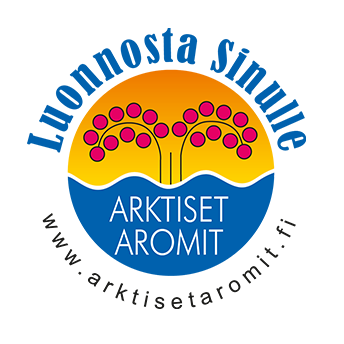 Luonnosta Sinulle
ARKTISET
AROMIT
www.arktisetaromit.fi